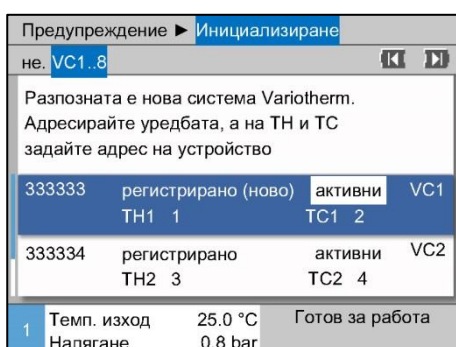 Предупреждение ► Инициализиране
не. VC1..8
Разпозната е нова система Variotherm.
Адресирайте уредбата, а на TH и TC
задайте адрес на устройство
333333 регистрирано (ново) активни VC1
TH1 1 TC1 2
333334 регистрирано активни VC2
TH2 3 TC2 4
1 Темп. изход 25.0 °C Готов за работа
Налягане 0.8 bar